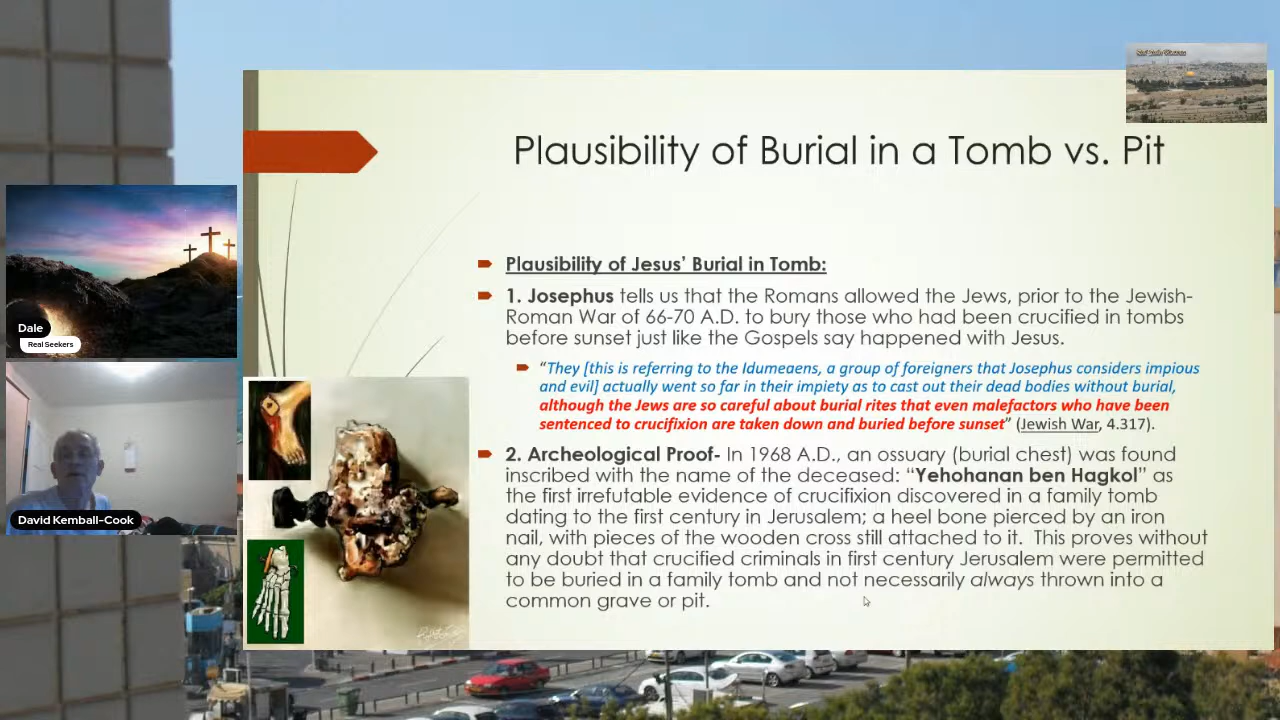 Plausibility of Burial in a Tomb vs. Pit
Plausibility of Jesus’ Burial in Tomb:
1. Josephus tells us that the Romans allowed the Jews, prior to the Jewish-
Roman War of 66-70 A.D. to bury those who had been crucified in tombs
before sunset just like the Gospels say happened with Jesus.
“They [this is referring to the Idumeaens, a group of foreigners that Josephus considers impious
and evil] actually went so far in their impiety as to cast out their dead bodies without burial,
although the Jews are so careful about burial rites that even malefactors who have been
sentenced to crucifixion are taken down and buried before sunset” (Jewish War, 4.317).
2. Archeological Proof- In 1968 A.D., an ossuary (burial chest) was found
inscribed with the name of the deceased: “Yehohanan ben Hagkol” as
the first irrefutable evidence of crucifixion discovered in a family tomb
dating to the first century in Jerusalem; a heel bone pierced by an iron
nail, with pieces of the wooden cross still attached to it. This proves without
any doubt that crucified criminals in first century Jerusalem were permitted
to be buried in a family tomb and not necessarily always thrown into a
common grave or pit.
Dale
Real Seekers
David Kemball-Cook